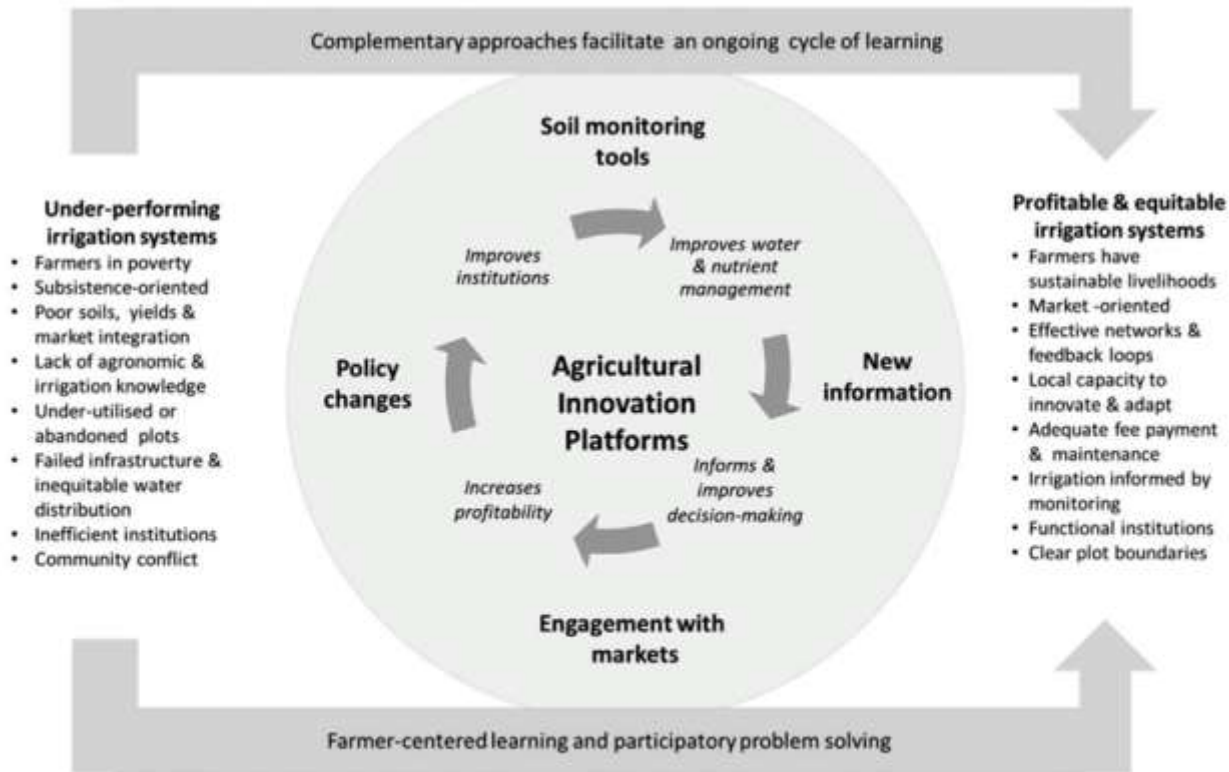 Complementary approaches facilitate an ongoing cycle of learning
Under-performing
irrigation systems
• Farmers in poverty
• Subsistence-oriented
• Poor soils, yields &
market integration
• Lack of agronomic &
irrigation knowledge
• Under-utilised or
abandoned plots
• Failed infrastructure &
inequitable water
distribution
• Inefficient institutions
• Community conflict
Soil monitoring
tools
Improves
institutions
Improves water
& nutrient
management
Policy
changes
Agricultural
Innovation
Platforms
New
information
Increases
profitability
Informs &
improves
decision-making
Engagement with
markets
Profitable & equitable
irrigation systems
• Farmers have
sustainable livelihoods
• Market -oriented
• Effective networks &
feedback loops
• Local capacity to
innovate & adapt
• Adequate fee payment
& maintenance
• Irrigation informed by
monitoring
• Functional institutions
• Clear plot boundaries
Farmer-centered learning and participatory problem solving